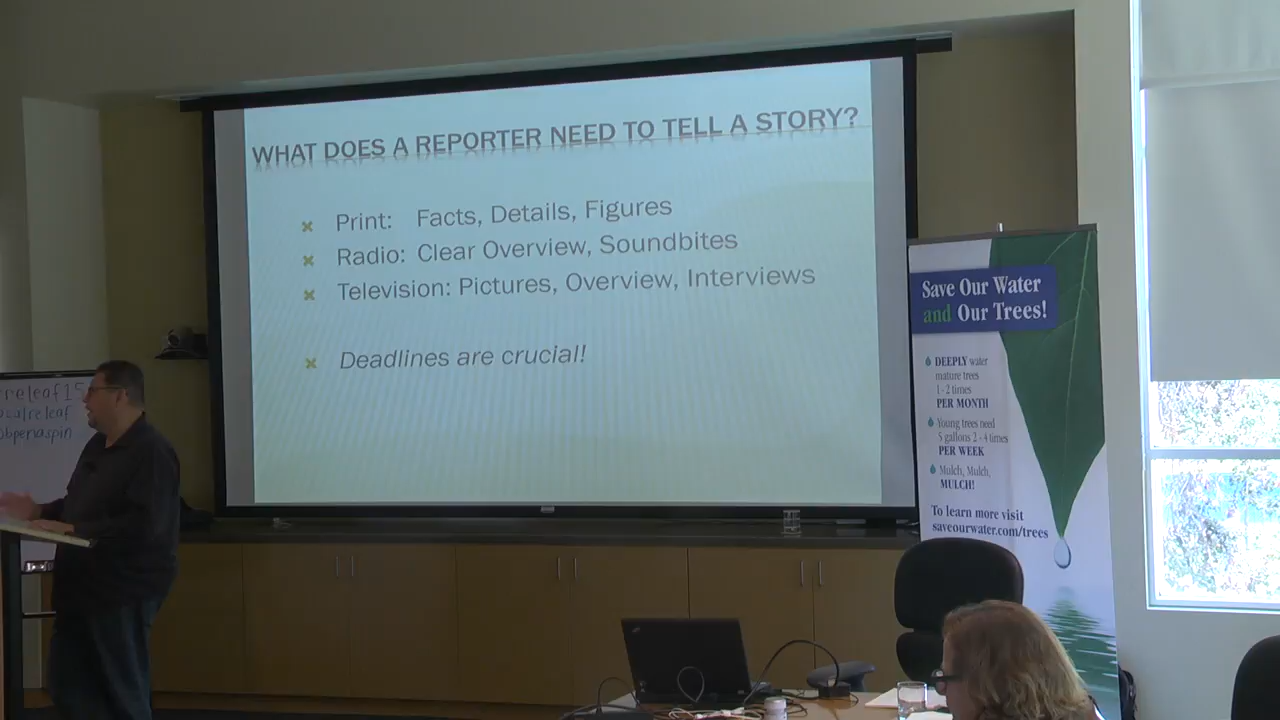 WHAT DOES A REPORTER NEED TO TELL A STORY?
Print: Facts, Details, Figures
Radio: Clear Overview, Soundbites
Television: Pictures, Overview, Interviews
Deadlines are crucial!
releaf15
calreleaf
bpenaspin
Save Our Water
and Our Trees!
DEEPLY water
mature trees
1 - 2 times
PER MONTH
Young trees need
5 gallons 2 - 4 times
PER WEEK
Mulch, Mulch,
MULCH!
To learn more visit
saveourwater.com/trees